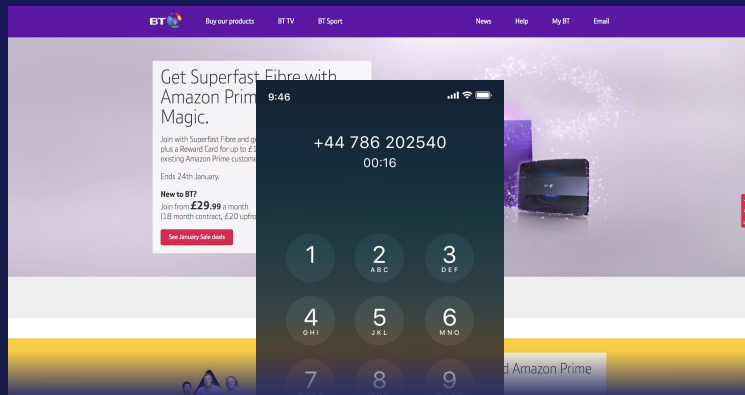 BT
Buy our products
BT TV
BT Sport
News
Help
My BT
Email
Get Superfast Fibre with
Amazon Prim
Magic.
Join with Superfast Fibre and
plus a Reward Card for up to
existing Amazon Prime
Ends 24th January.
New to BT?
Join from £29.99 a month
(18 month contract, £20
See January Sale deals
9:46
+44 786 202540
00:16
1
2
ABC
3
DEF
4
GHI
5
JKL
6
MNO
7
8
9
Amazon Prime